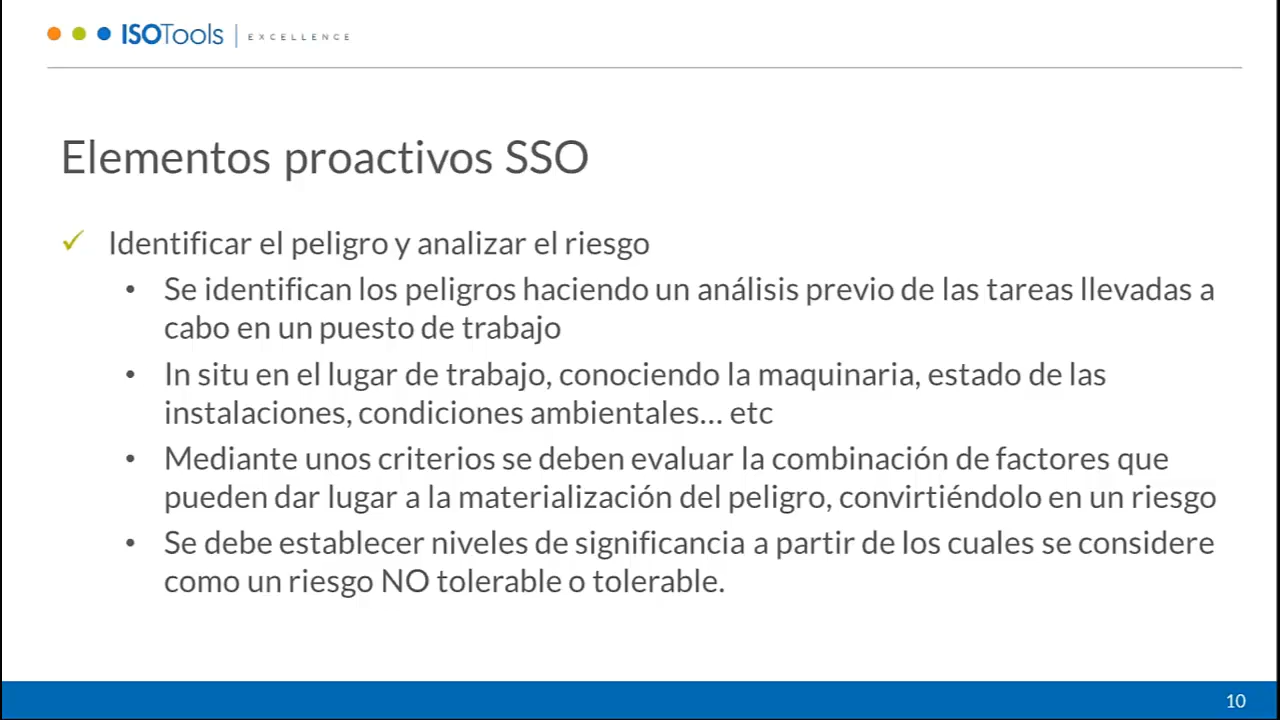 ISOTools | EXCELLENCE
Elementos proactivos SSO
✓ Identificar el peligro y analizar el riesgo
• Se identifican los peligros haciendo un análisis previo de las tareas llevadas a
cabo en un puesto de trabajo
• In situ en el lugar de trabajo, conociendo la maquinaria, estado de las
instalaciones, condiciones ambientales... etc
• Mediante unos criterios se deben evaluar la combinación de factores que
pueden dar lugar a la materialización del peligro, convirtiéndolo en un riesgo
• Se debe establecer niveles de significancia a partir de los cuales se considere
como un riesgo NO tolerable o tolerable.
10